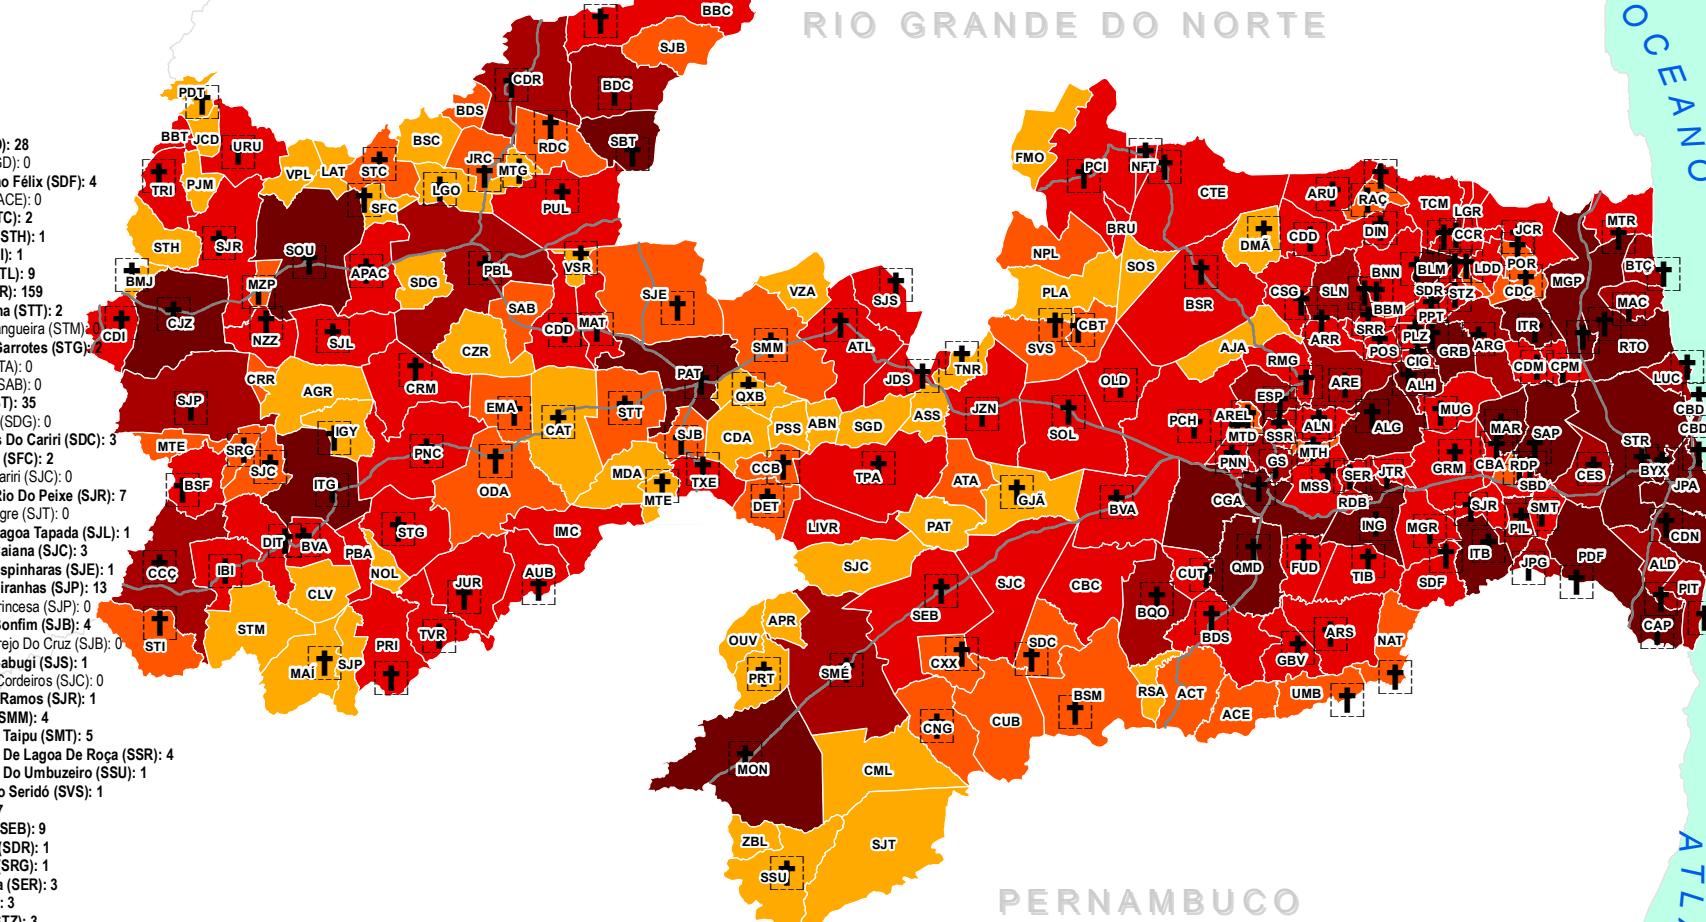 RIO GRANDE DO NORTE
OCEANO
ATL
PERNAMBUCO
): 28
GD): 0
o Félix (SDF): 4
ACE): 0
TC): 2
STH): 1
I): 1
TL): 9
R): 159
na (STT): 2
angueira (STM): 0
Garrotes (STG): 2
TA): 0
SAB): 0
ST): 35
(SDG): 0
s Do Cariri (SDC): 3
(SFC): 2
ariri (SJC): 0
Rio Do Peixe (SJR): 7
gre (SJT): 0
agoa Tapada (SJL): 1
aiana (SJC): 3
spinharas (SJE): 1
iranhas (SJP): 13
rincesa (SJP): 0
Bonfim (SJB): 4
rejo Do Cruz (SJB): 0
abugi (SJS): 1
Cordeiros (SJC): 0
Ramos (SJR): 1
SMM): 4
Taipu (SMT): 5
De Lagoa De Roça (SSR): 4
Do Umbuzeiro (SSU): 1
o Seridó (SVS): 1
SEB): 9
(SDR): 1
(SRG): 1
a (SER): 3
: 3
STZ): 3
BBC
SJB
CDR
BDC
PDT
BDS
BBT
JCD
URU
BSC
RDC
SBT
TRI
PJM
VPL
LAT
STC
JRC
MTG
LGO
SFC
PUL
STH
SJR
SOU
BMJ
MZP
APAC
SDG
PBL
VSR
CDI
CJZ
NZZ
SJL
CZR
SAB
CDD
MAT
SJE
VZA
SJS
SMM
ATL
SJP
CRR
AGR
CRM
EMA
CAT
STT
PAT
QXB
JDS
TNR
MTE
SRG
SJC
IGY
PNC
ODA
SJB
CDA
PSS
ABN
SGD
ASS
BSF
ITG
MDA
MTE
TXE
CCB
DET
TPA
DIT
BVA
PBA
STG
IMC
LIVR
CCÇ
IBI
NOL
CLV
JUR
AUB
STI
STM
MAÍ
SJP
PRI
TVR
FMO
PCI
NFT
CTE
ARU
RAÇ
TCM
LGR
BRU
DMÃ
CDD
DIN
CCR
JCR
MTR
NPL
SOS
BNN
BLM
LDD
POR
MGP
BTÇ
PLA
BSR
CSG
SLN
SDR
STZ
CDC
MAC
SVS
CBT
AJA
BBM
SRR
PPT
ITR
RTO
ARR
POS
PLZ
GRB
ARG
RMG
CIG
CDM
CPM
LUC
JZN
SOL
OLD
ESP
ARE
ALH
CBD
PCH
AREL
MTD
SSR
ALN
ALG
MUG
MAR
SAP
STR
CBD
PNN
GS
MTH
GRM
CBA
RDP
CES
BYX
ATA
GJÃ
BVA
CGA
MSS
SER
JTR
SBD
JPA
PAT
RDB
ING
MGR
SJR
PIL
SMT
CDN
SJC
SEB
SJC
CBC
CUT
QMD
FUD
TIB
SDF
ITB
JPG
PDF
ALD
PIT
APR
OUV
PRT
SMÉ
CXX
SDC
BQO
BDS
GBV
ARS
NAT
CAP
CNG
CUB
BSM
RSA
ACT
ACE
UMB
MON
CML
ZBL
SJT
SSU